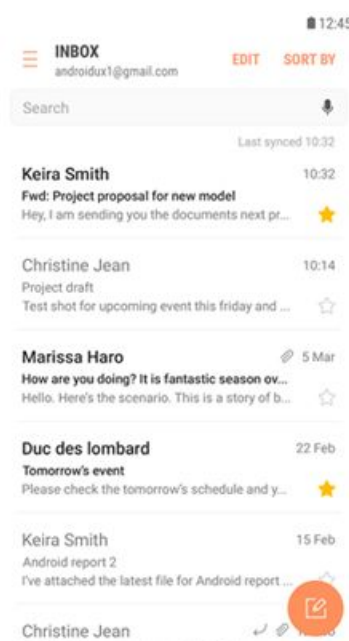 12:45
INBOX
androidux1@gmail.com
EDIT SORT BY
Search
Last synced 10:32
Keira Smith 10:32
Fwd: Project proposal for new model
Hey, I am sending you the documents next pr...
Christine Jean 10:14
Project draft
Test shot for upcoming event this friday and ...
Marissa Haro 5 Mar
How are you doing? It is fantastic season ov...
Hello. Here's the scenario. This is a story of b...
Duc des lombard 22 Feb
Tomorrow's event
Please check the tomorrow's schedule and y...
Keira Smith 15 Feb
Android report 2
I've attached the latest file for Android report ...
Christine Jean